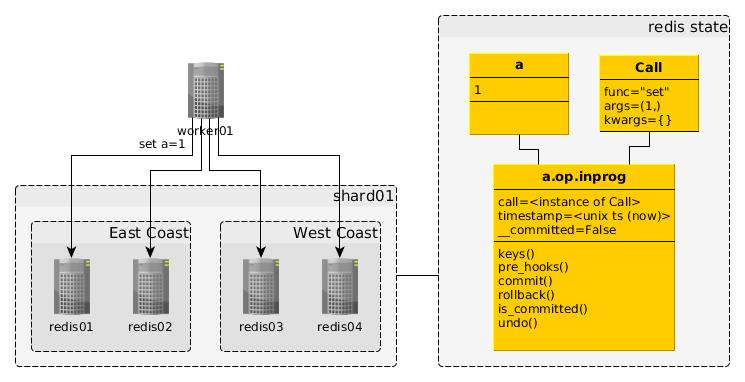 worker01
set a=1
shard01
East Coast
West Coast
redis01
redis02
redis03
redis04
redis state
a
1
Call
func="set"
args=(1,)
kwargs={}
a.op.inprog
call=<instance of Call>
timestamp=<unix ts (now)>
__committed=False
keys()
pre_hooks()
commit()
rollback()
is_committed()
undo()